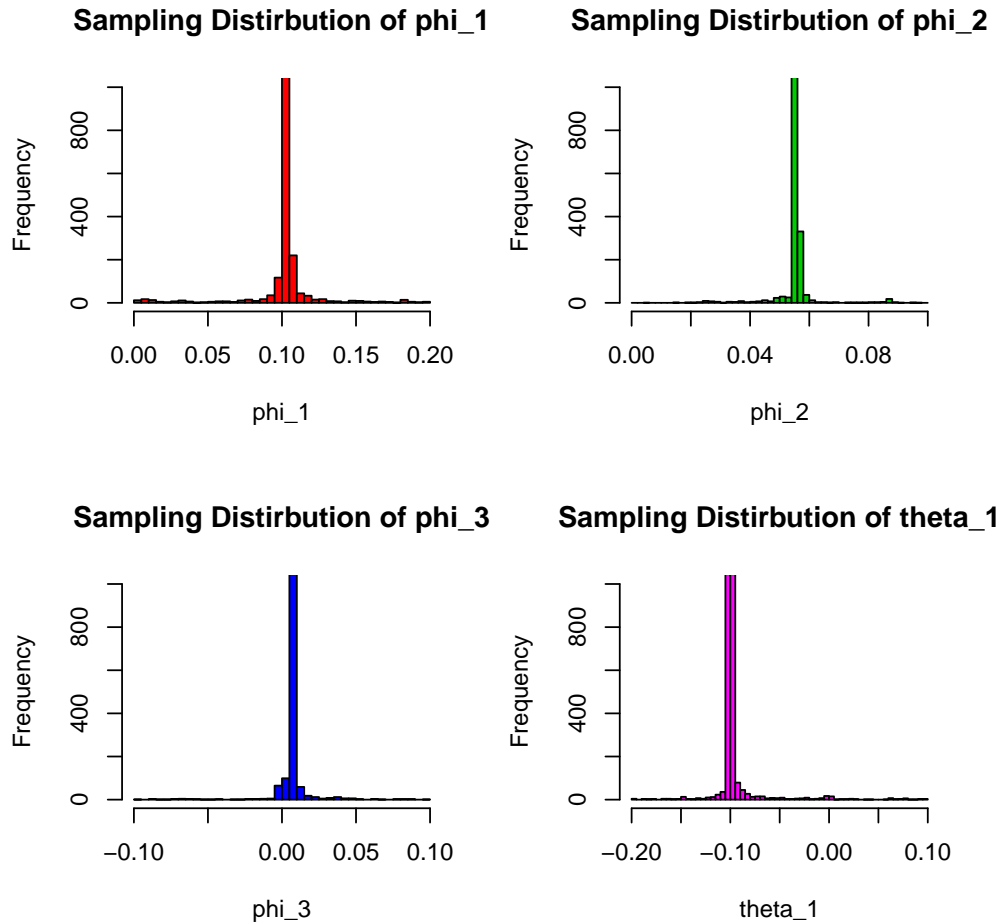 Sampling Distirbution of phi_1
Frequency
0 400 800
0.00 0.05 0.10 0.15 0.20
phi_1
Sampling Distirbution of phi_2
Frequency
0 400 800
0.00 0.04 0.08
phi_2
Sampling Distirbution of phi_3
Frequency
0 400 800
−0.10 0.00 0.05 0.10
phi_3
Sampling Distirbution of theta_1
Frequency
0 400 800
−0.20 −0.10 0.00 0.10
theta_1